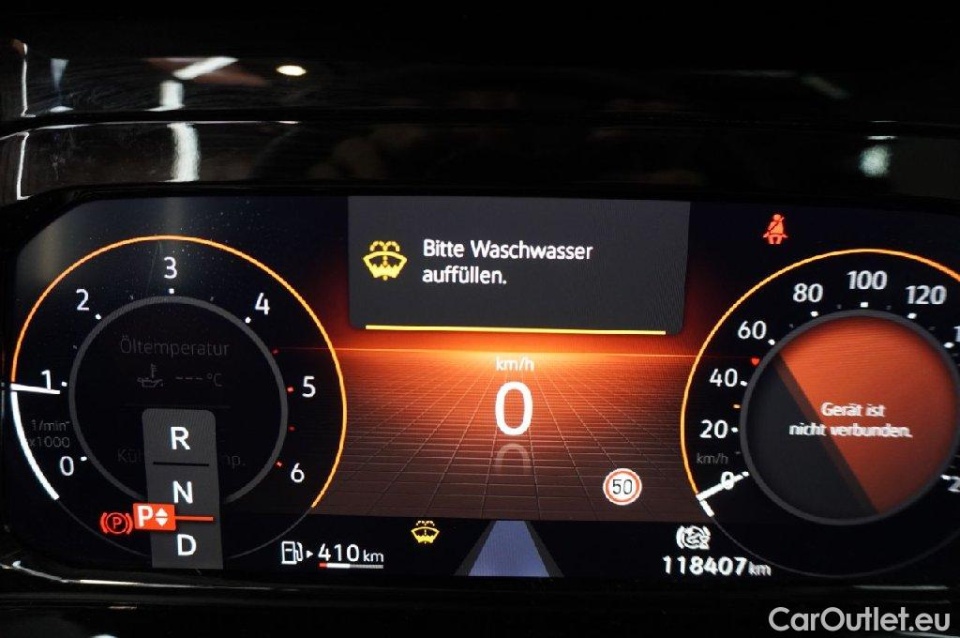 Bitte Waschwasser
auffüllen.
3
2
4
1
5
0
6
1/min
x1000
Öltemperatur
---°C
R
N
P
D
(P)
410 km
km/h
0
50
80
100
120
60
40
20
0
km/h
Gerät ist
nicht verbunden.
118407 km
CarOutlet.eu